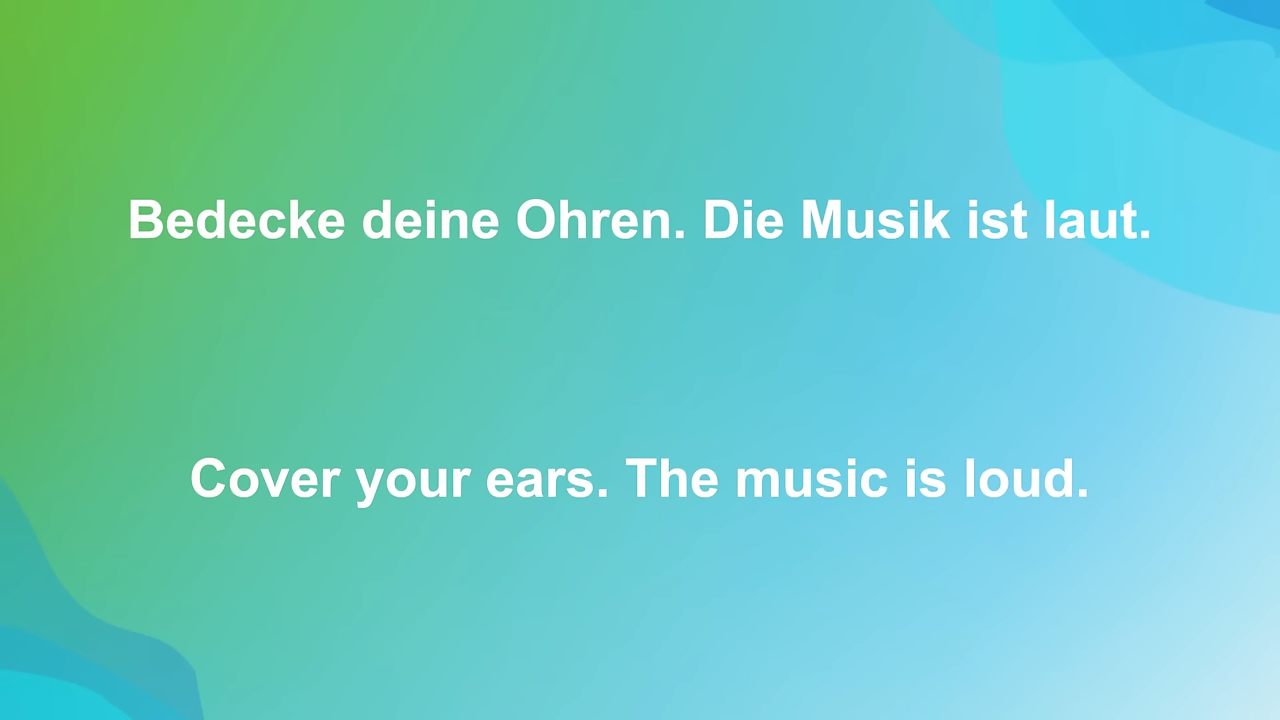 Bedecke deine Ohren. Die Musik ist laut.
Cover your ears. The music is loud.